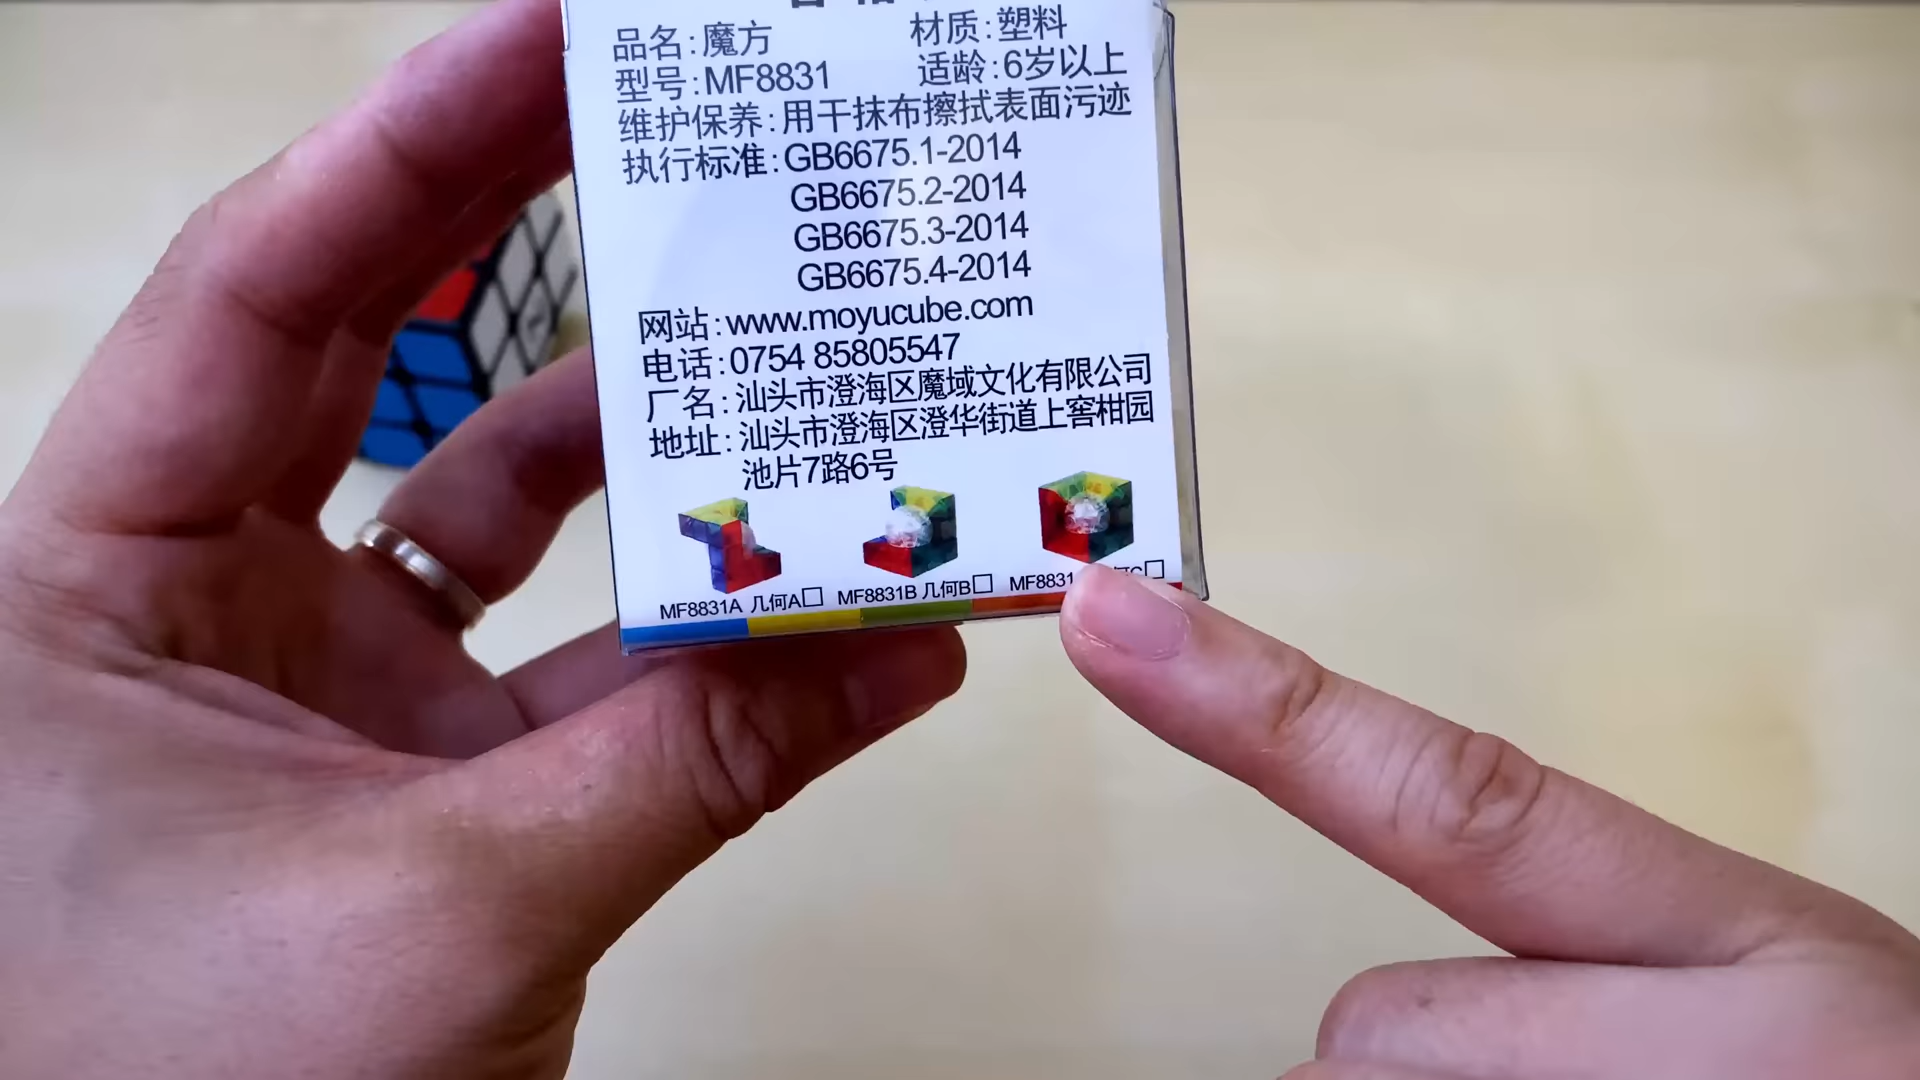 品名:魔方 材质:塑料
型号:MF8831 适龄:6岁以上
维护保养:用干抹布擦拭表面污迹
执行标准:GB6675.1-2014
GB6675.2-2014
GB6675.3-2014
GB6675.4-2014
网站:www.moyucube.com
电话:0754 85805547
厂名:汕头市澄海区魔域文化有限公司
地址:汕头市澄海区澄华街道上窖柑园
池片7路6号
MF8831A 几何A□ MF8831B 几何B□ MF8831